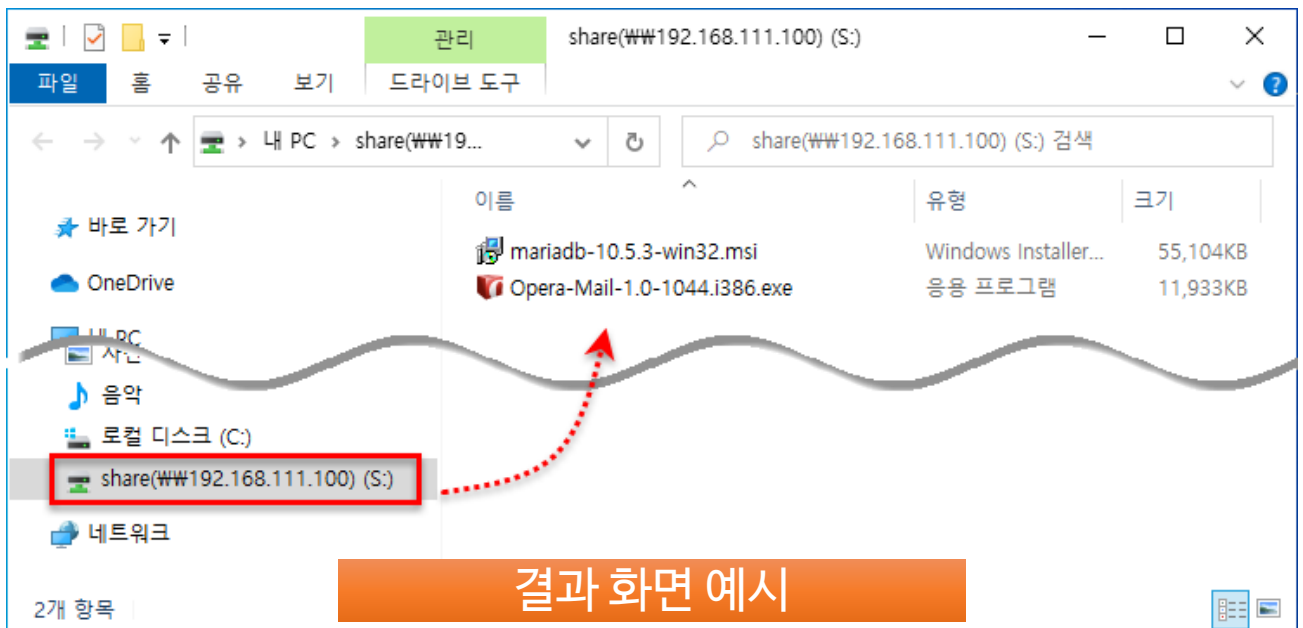 관리
share(₩₩192.168.111.100) (S:)
파일 홈 공유 보기 드라이브 도구
내 PC > share(₩₩19...
share(₩₩192.168.111.100) (S:) 검색
이름 유형 크기
바로 가기
mariadb-10.5.3-win32.msi Windows Installer... 55,104KB
OneDrive
Opera-Mail-1.0-1044.i386.exe 응용 프로그램 11,933KB
내 PC
사진
음악
로컬 디스크 (C:)
share(₩₩192.168.111.100) (S:)
네트워크
결과 화면 예시
2개 항목